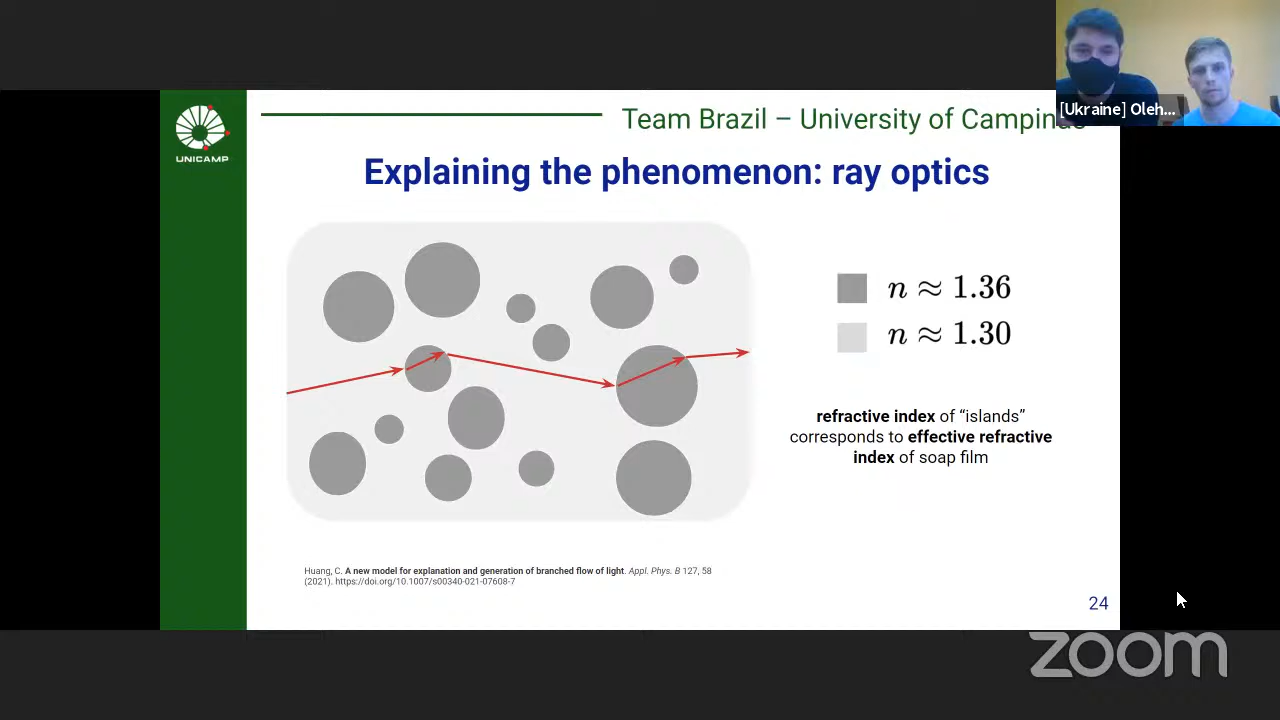 [Ukraine] Oleh...
UNICAMP
Team Brazil – University of Campinas
Explaining the phenomenon: ray optics
n ≈ 1.36
n ≈ 1.30
refractive index of “islands”
corresponds to effective refractive
index of soap film
Huang, C. A new model for explanation and generation of branched flow of light. Appl. Phys. B 127, 58
(2021). https://doi.org/10.1007/s00340-021-07608-7
24
zoom